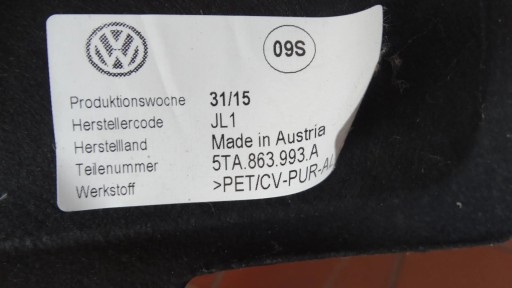 09S
Produktionswoche 31/15
Herstellercode JL1
Herstellland Made in Austria
Teilenummer 5TA.863.993.A
Werkstoff >PET/CV-PUR-